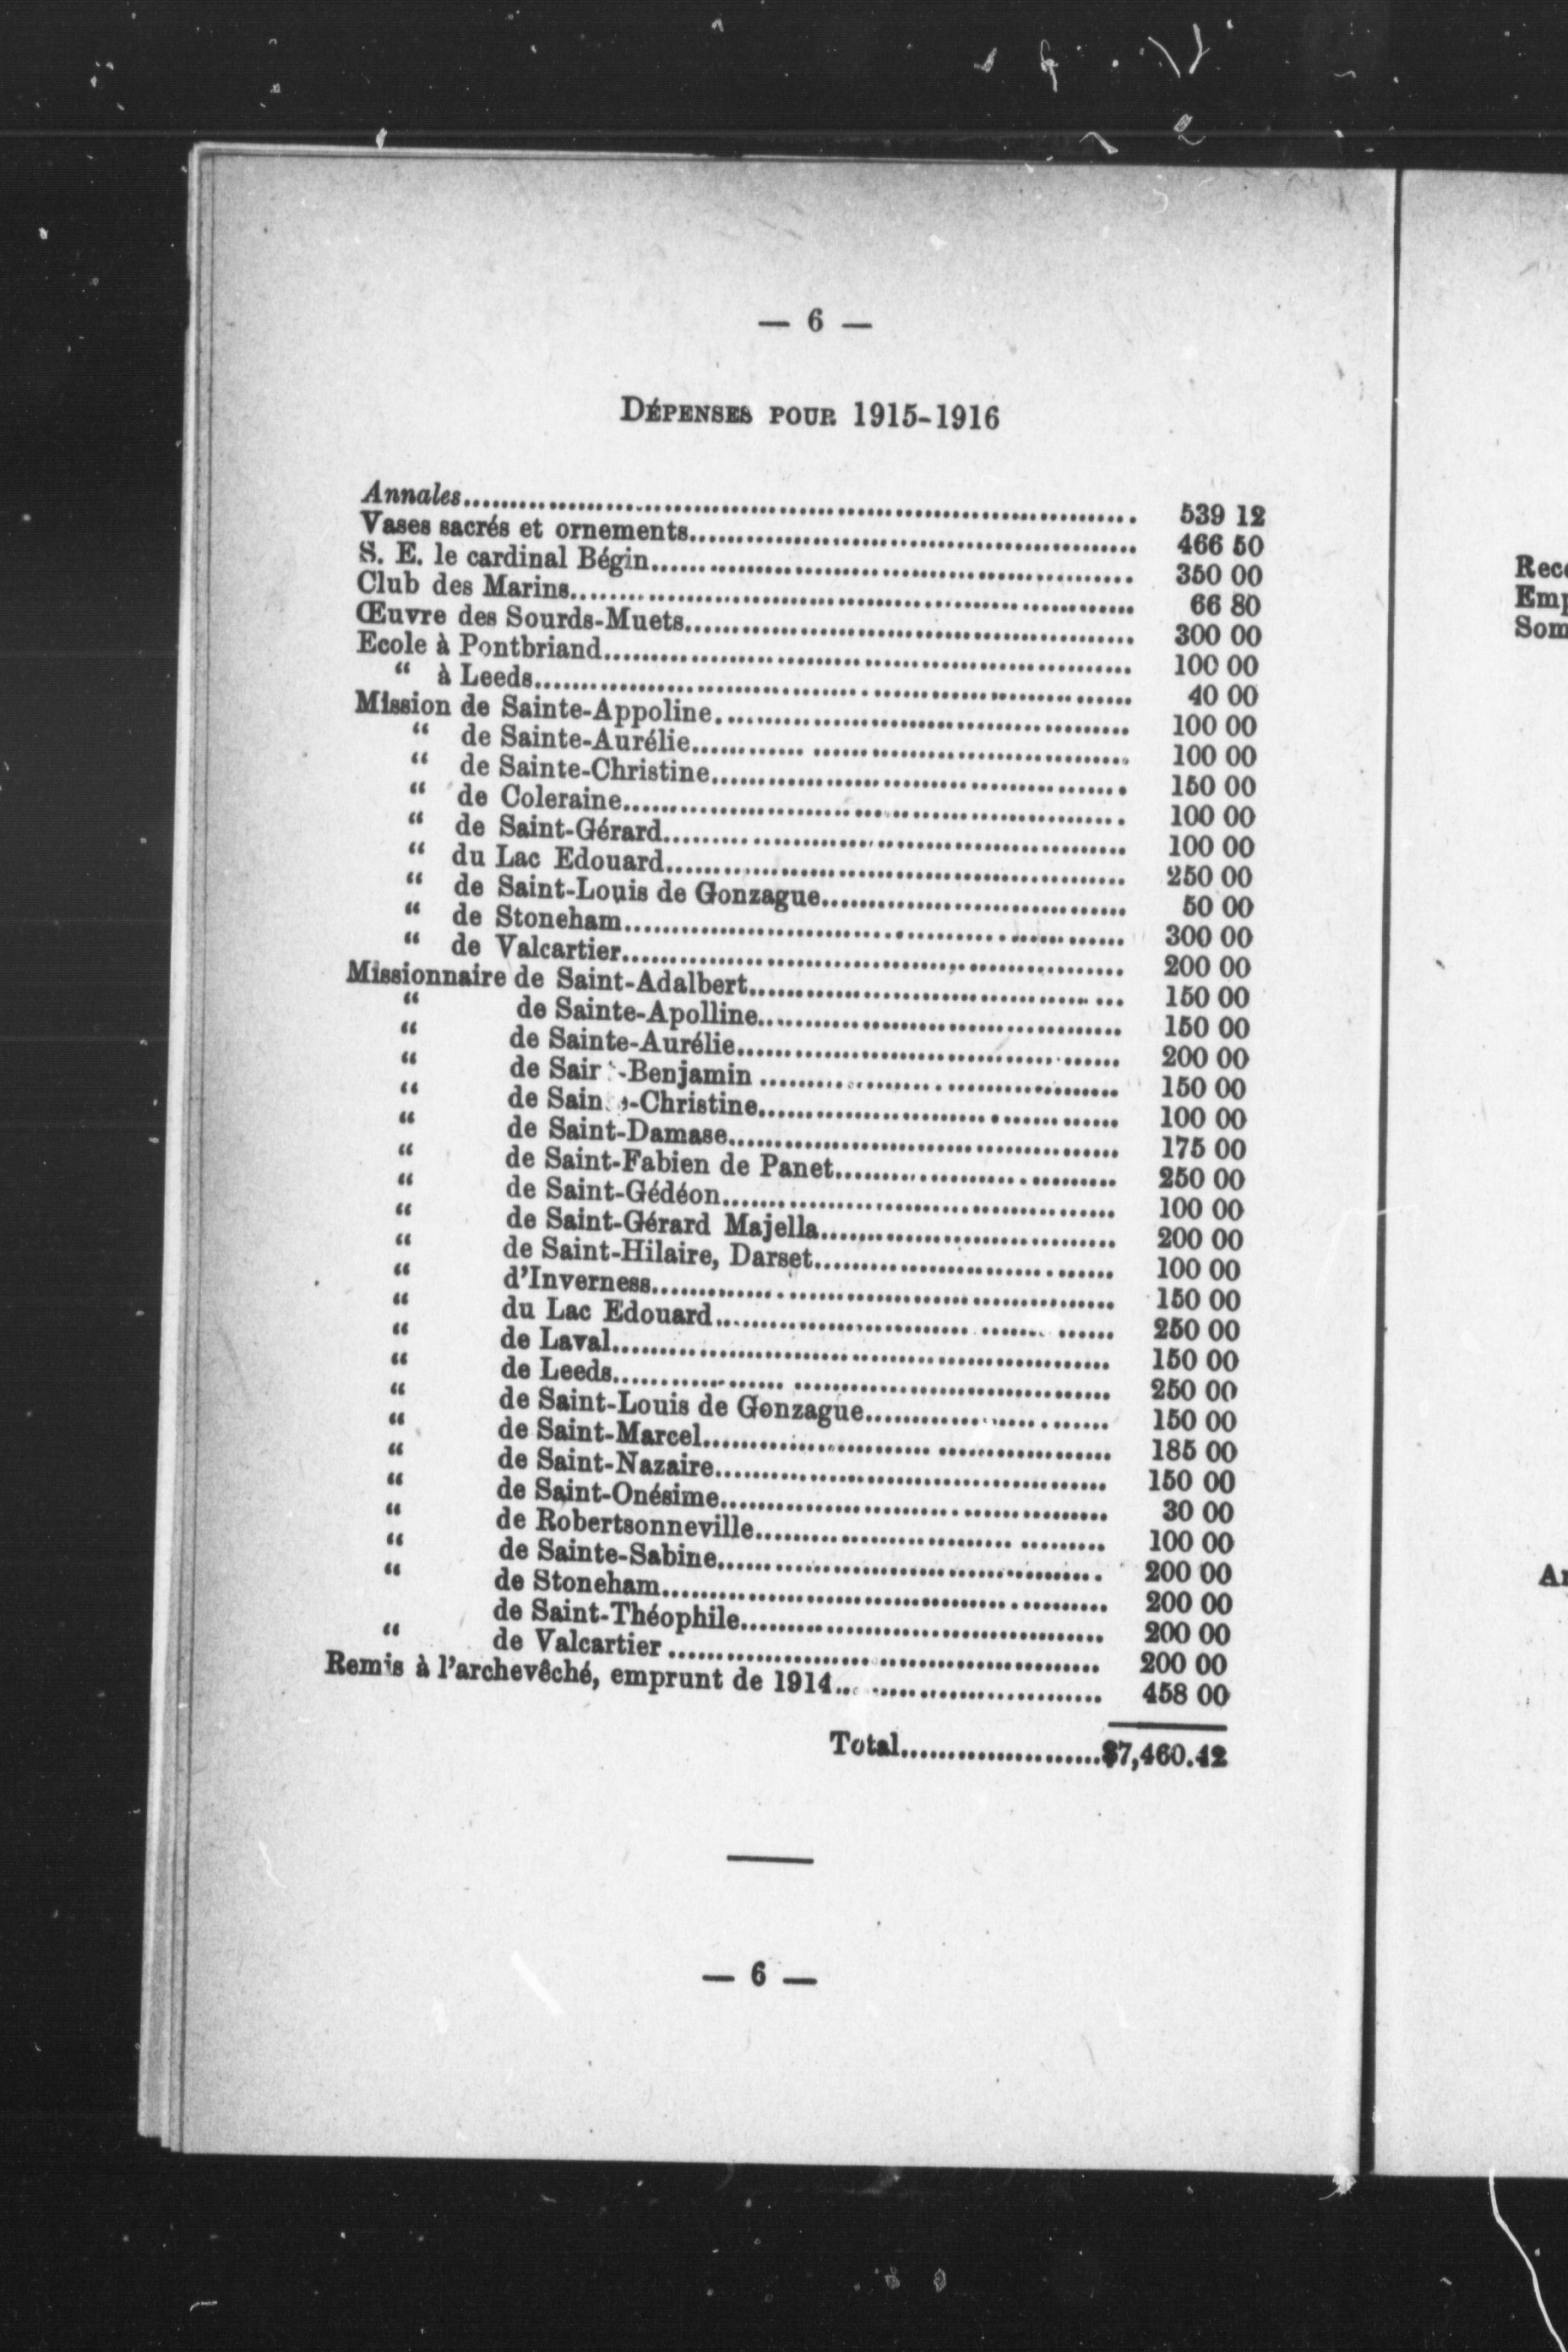 — 6 —
DÉPENSES POUR 1915-1916
Annales........ 539 12
Vases sacrés et ornements........ 466 50
S. E. le cardinal Bégin........ 350 00
Club des Marins........ 66 80
Œuvre des Sourds-Muets........ 300 00
Ecole à Pontbriand........ 100 00
“ à Leeds........ 40 00
Mission de Sainte-Appoline........ 100 00
“ de Sainte-Aurélie........ 100 00
“ de Sainte-Christine........ 150 00
“ de Coleraine........ 100 00
“ de Saint-Gérard........ 100 00
“ du Lac Edouard........ 250 00
“ de Saint-Louis de Gonzague........ 50 00
“ de Stoneham........ 300 00
“ de Valcartier........ 200 00
Missionnaire de Saint-Adalbert........ 150 00
“ de Sainte-Apolline........ 150 00
“ de Sainte-Aurélie........ 200 00
“ de Saint-Benjamin ........ 150 00
“ de Sainte-Christine........ 100 00
“ de Saint-Damase........ 175 00
“ de Saint-Fabien de Panet........ 250 00
“ de Saint-Gédéon........ 100 00
“ de Saint-Gérard Majella........ 200 00
“ de Saint-Hilaire, Darset........ 100 00
“ d'Inverness........ 150 00
“ du Lac Edouard........ 250 00
“ de Laval........ 150 00
“ de Leeds........ 250 00
“ de Saint-Louis de Gonzague........ 150 00
“ de Saint-Marcel........ 185 00
“ de Saint-Nazaire........ 150 00
“ de Saint-Onésime........ 30 00
“ de Robertsonneville........ 100 00
“ de Sainte-Sabine........ 200 00
“ de Stoneham........ 200 00
de Saint-Théophile........ 200 00
“ de Valcartier ........ 200 00
Remis à l'archevêché, emprunt de 1914........ 458 00
Total........$7,460.42
— 6 —